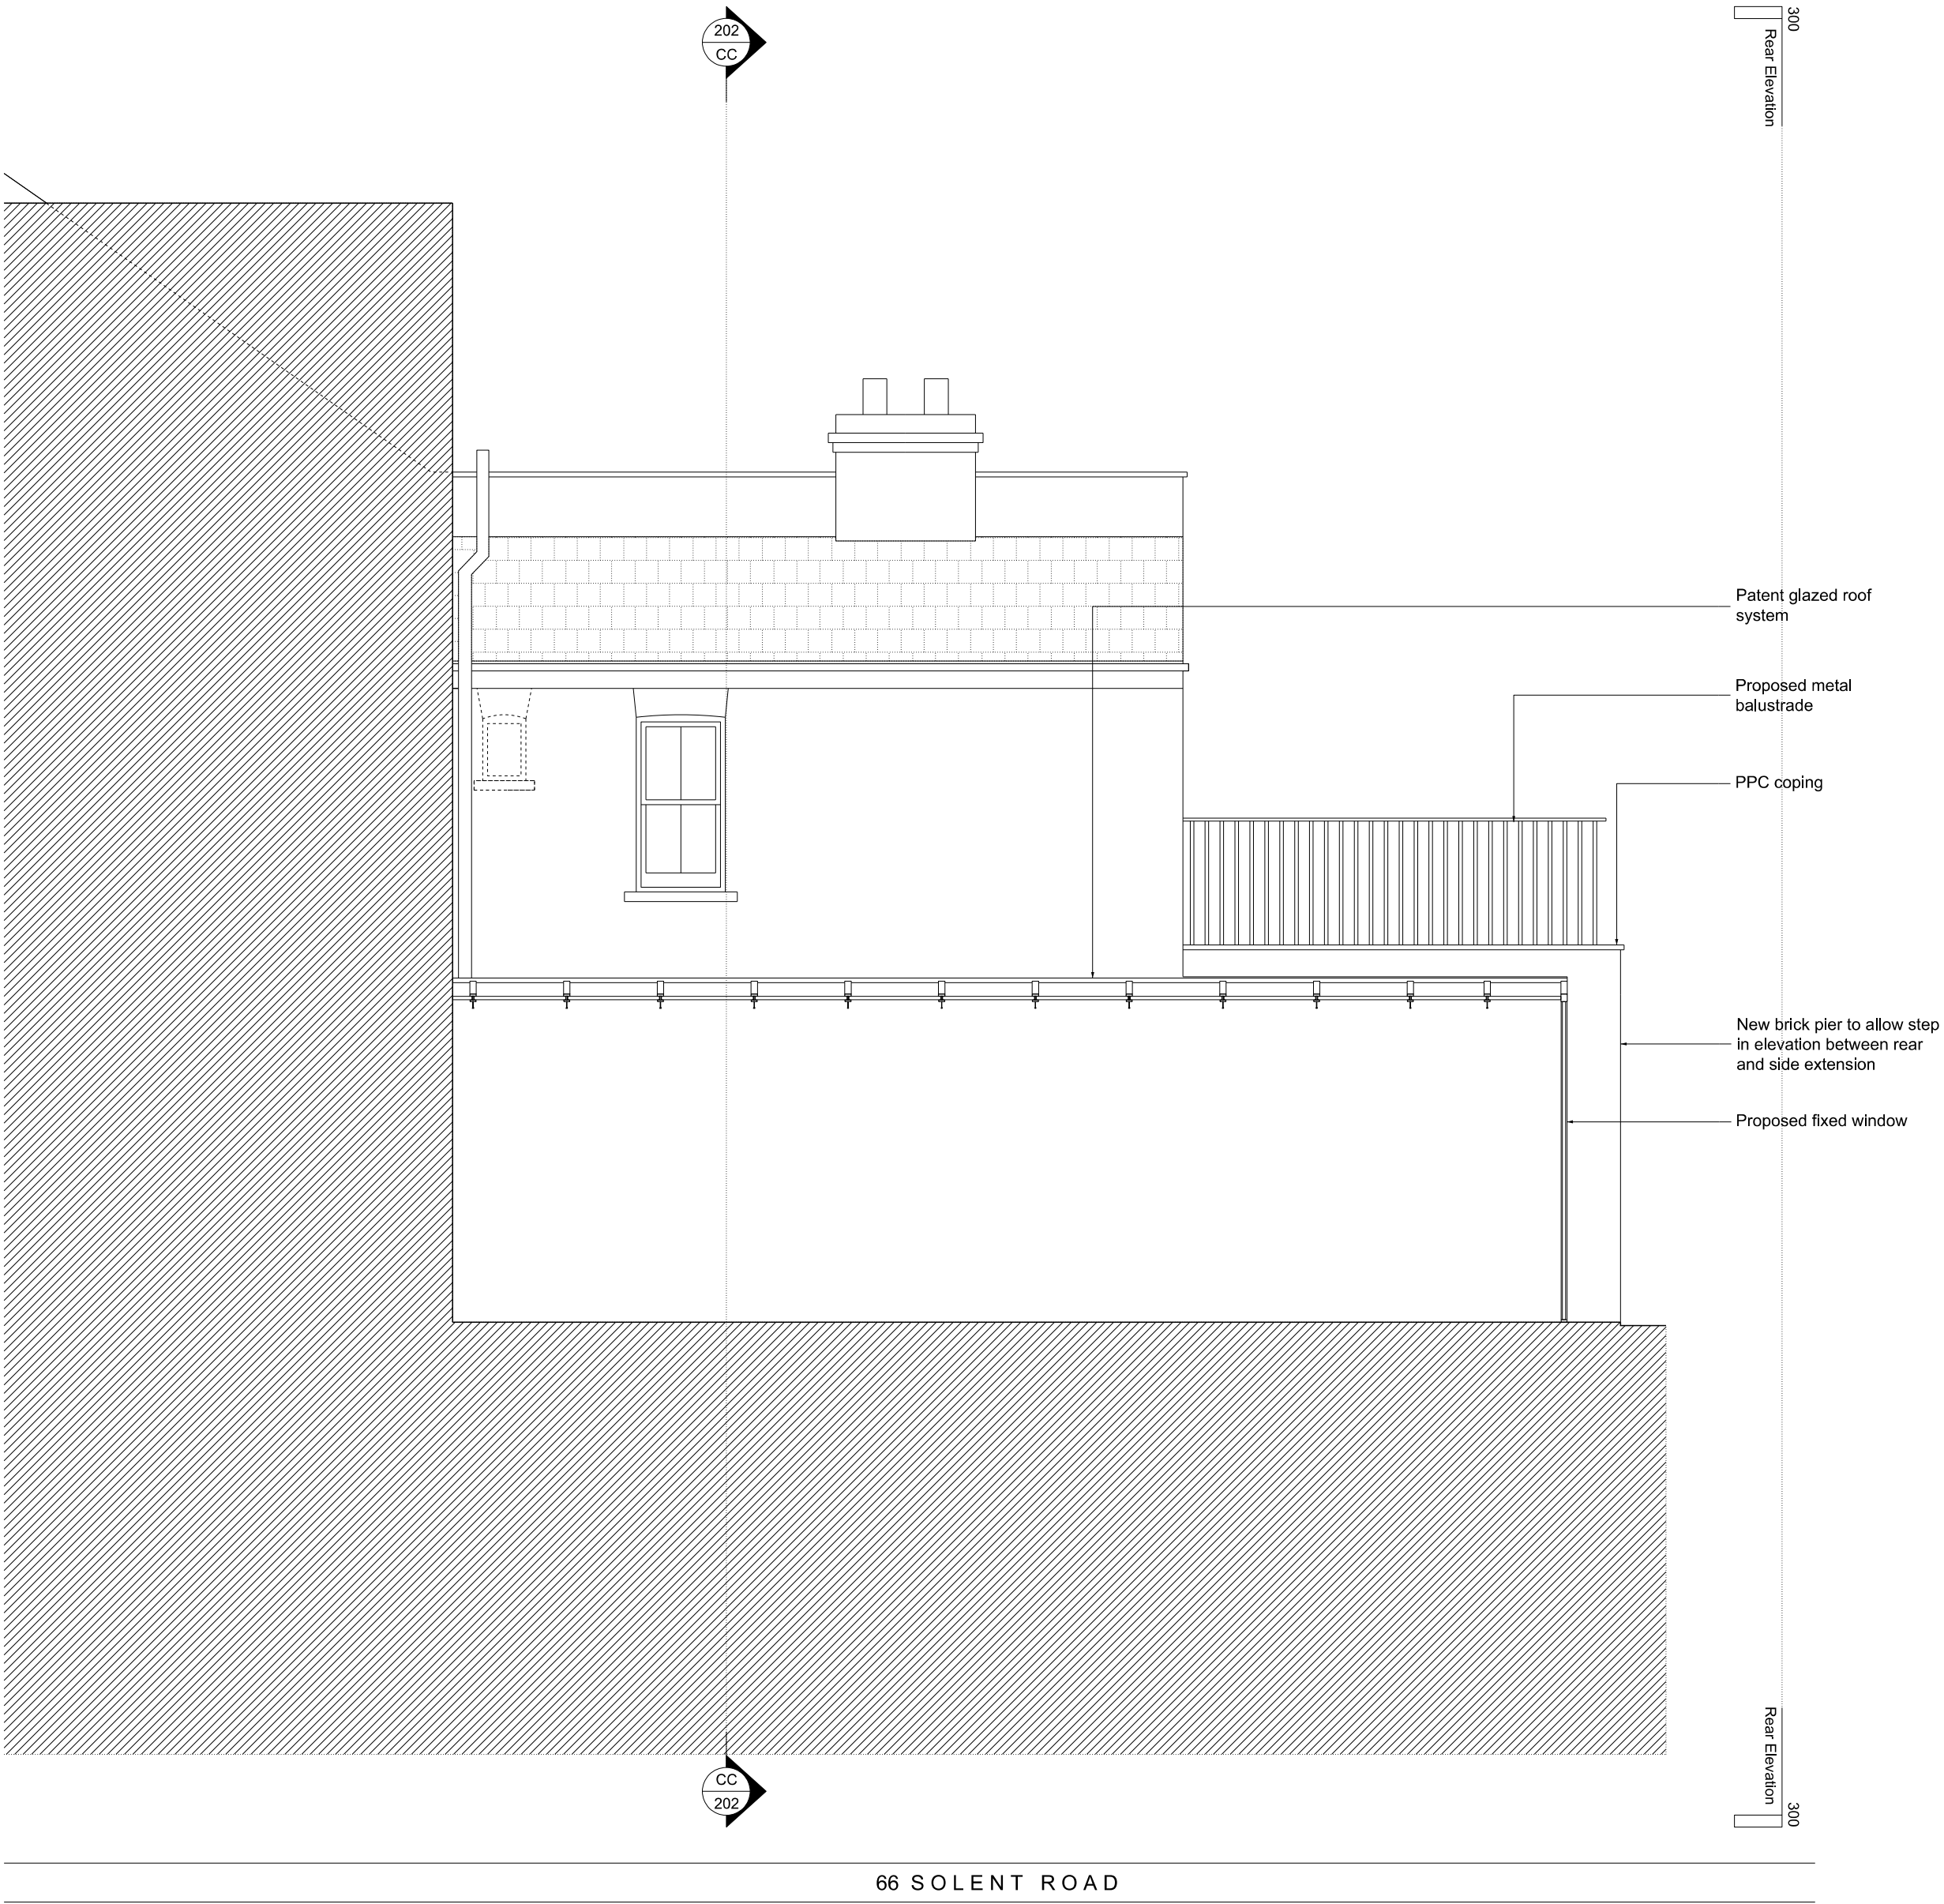 202
CC
300
Rear Elevation
Patent glazed roof
system
Proposed metal
balustrade
PPC coping
New brick pier to allow step
in elevation between rear
and side extension
Proposed fixed window
Rear Elevation
300
CC
202
66 SOLENT ROAD